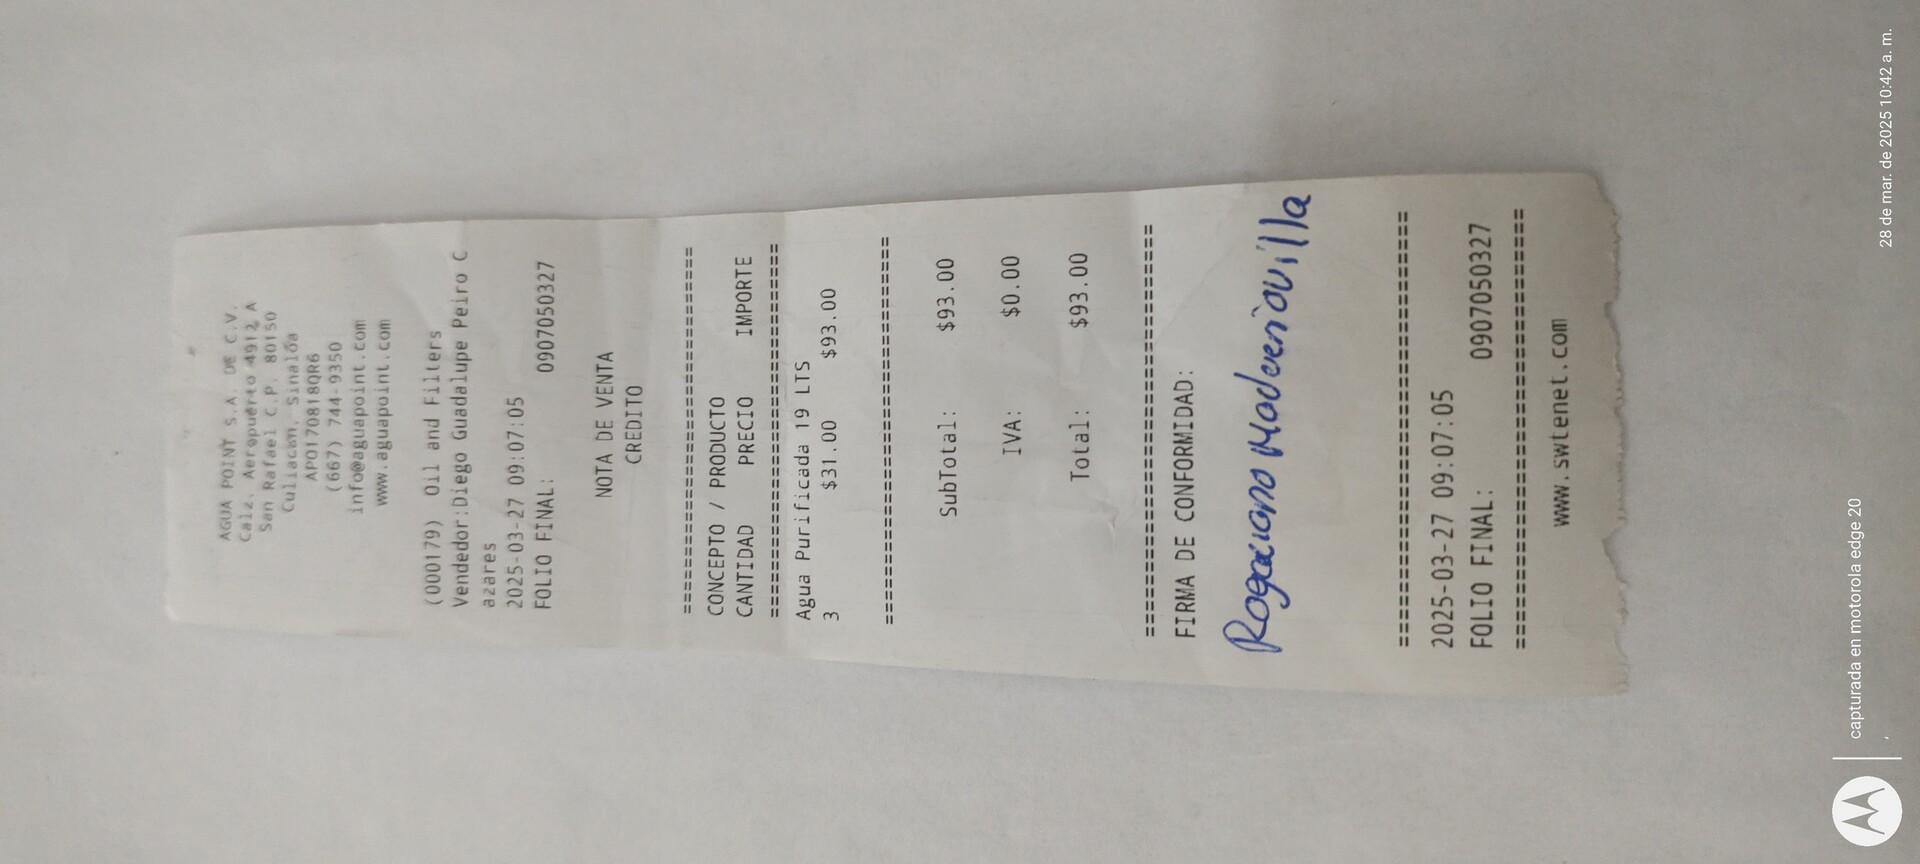 AGUA POINT S.A. DE C.V.
Calz. Aeropuerto 4912 A
San Rafael C.P. 80150
Culiacan, Sinaloa
APO170818QR6
(667) 744-9350
info@aguapoint.com
www.aguapoint.com
(000179) Oil and Filters
Vendedor:Diego Guadalupe Peiro C
azares
2025-03-27 09:07:05
FOLIO FINAL: 0907050327
NOTA DE VENTA
CREDITO
================================
CONCEPTO / PRODUCTO
CANTIDAD PRECIO IMPORTE
================================
Agua Purificada 19 LTS
3 $31.00 $93.00
================================
SubTotal: $93.00
IVA: $0.00
Total: $93.00
================================
FIRMA DE CONFORMIDAD:
================================
2025-03-27 09:07:05
FOLIO FINAL: 0907050327
================================
www.swtenet.com
capturada en motorola edge 20
28 de mar. de 2025 10:42 a. m.